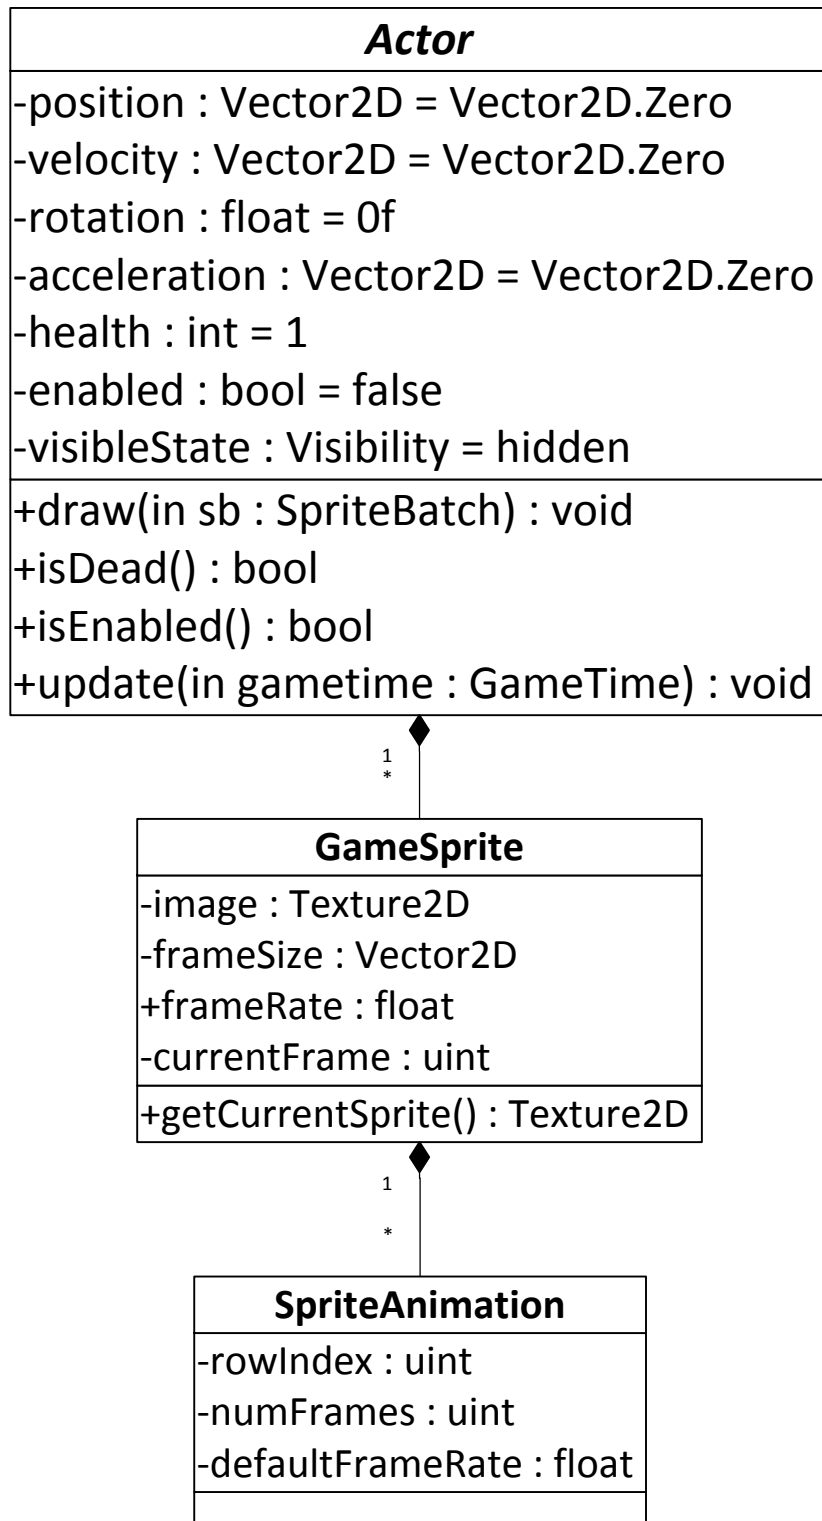 Actor
-position : Vector2D = Vector2D.Zero
-velocity : Vector2D = Vector2D.Zero
-rotation : float = 0f
-acceleration : Vector2D = Vector2D.Zero
-health : int = 1
-enabled : bool = false
-visibleState : Visibility = hidden
+draw(in sb : SpriteBatch) : void
+isDead() : bool
+isEnabled() : bool
+update(in gametime : GameTime) : void
1
*
GameSprite
-image : Texture2D
-frameSize : Vector2D
+frameRate : float
-currentFrame : uint
+getCurrentSprite() : Texture2D
1
*
SpriteAnimation
-rowIndex : uint
-numFrames : uint
-defaultFrameRate : float